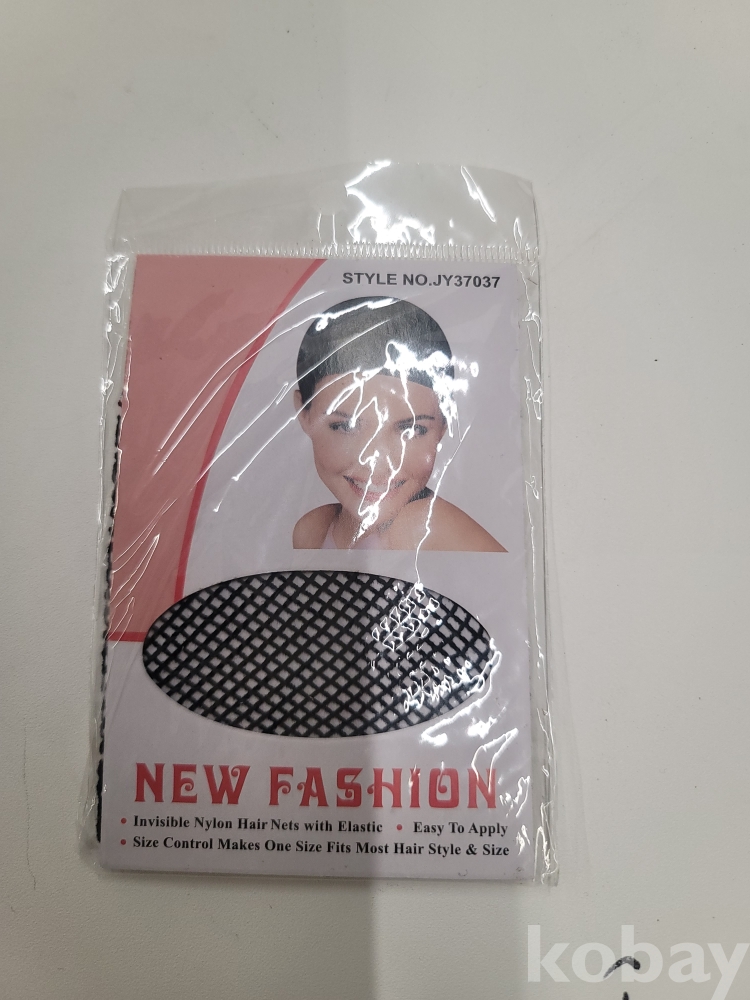 STYLE NO.JY37037
NEW FASHION
• Invisible Nylon Hair Nets with Elastic • Easy To Apply
• Size Control Makes One Size Fits Most Hair Style & Size
kobay